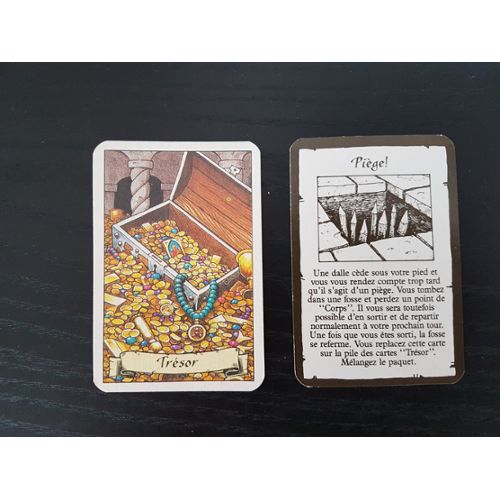 Trésor
Piège!
Une dalle cède sous votre pied et
vous vous rendez compte trop tard
qu'il s'agit d'un piège. Vous tombez
dans une fosse et perdez un point de
"Corps". Il vous sera toutefois
possible d'en sortir et de repartir
normalement à votre prochain tour.
Une fois que vous êtes sorti, la fosse
se referme. Vous replacez cette carte
sur la pile des cartes "Trésor".
Mélangez le paquet.